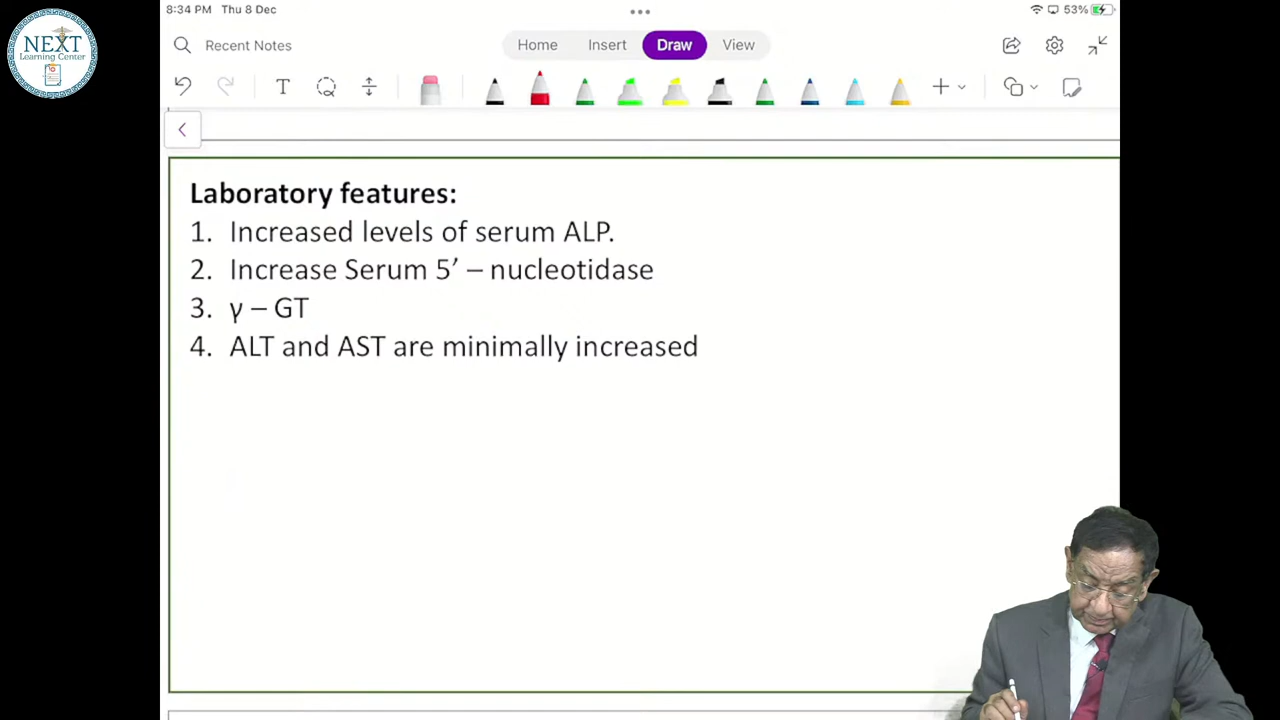 8:34 PM Thu 8 Dec
53%
NEXT
Learning Center
Recent Notes
Home Insert Draw View
T
Laboratory features:
1. Increased levels of serum ALP.
2. Increase Serum 5′ – nucleotidase
3. γ – GT
4. ALT and AST are minimally increased